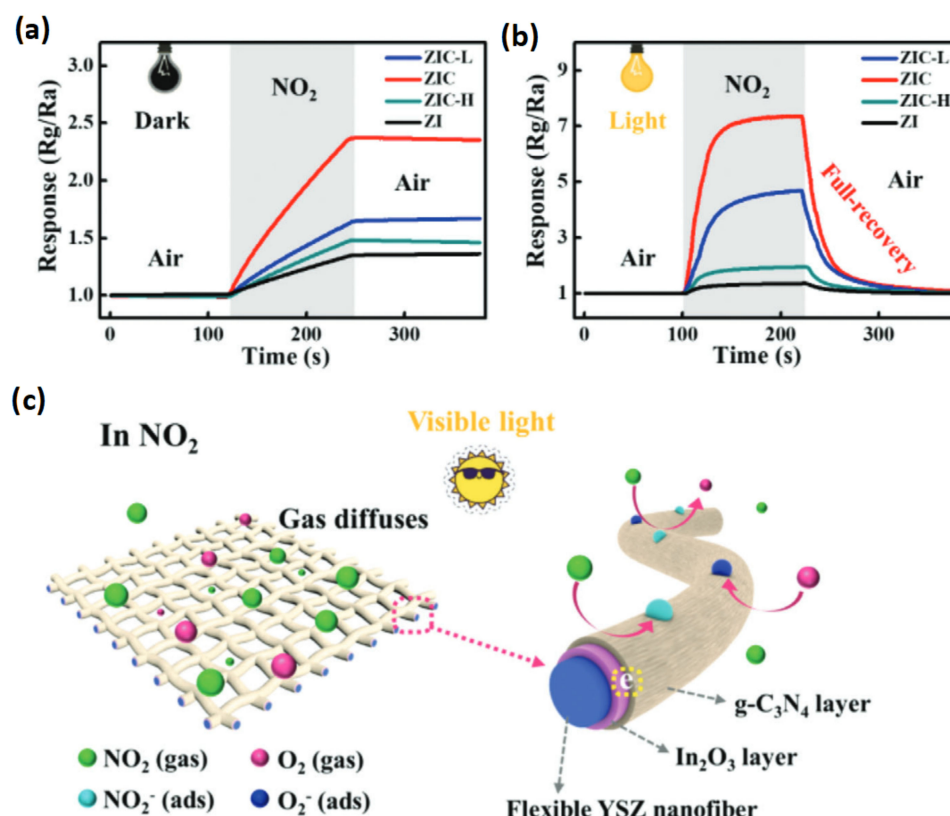 (a)
3.0
2.5
2.0
1.5
1.0
Response (Rg/Ra)
Dark
NO₂
ZIC-L
ZIC
ZIC-H
ZI
Air
Air
0 100 200 300
Time (s)
(b)
9
7
5
3
1
Response (Rg/Ra)
Light
NO₂
ZIC-L
ZIC
ZIC-H
ZI
Air
Full-recovery
Air
0 100 200 300
Time (s)
(c)
In NO₂
Visible light
Gas diffuses
e
g-C₃N₄ layer
In₂O₃ layer
Flexible YSZ nanofiber
NO₂ (gas) O₂ (gas)
NO₂⁻ (ads) O₂⁻ (ads)